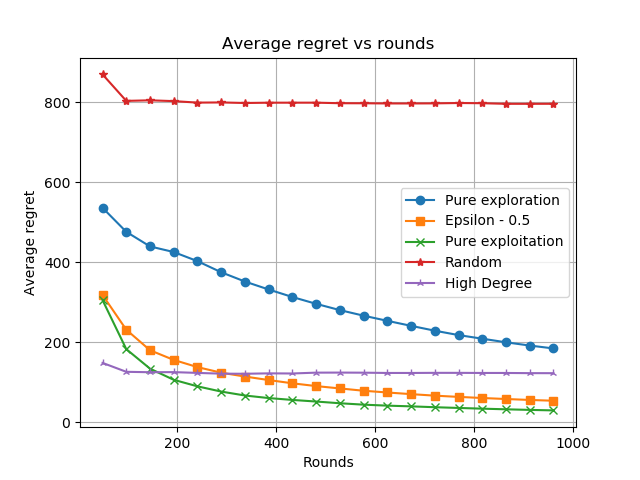 Average regret vs rounds
Average regret
800
600
400
200
0
Pure exploration
Epsilon - 0.5
Pure exploitation
Random
High Degree
200
400
600
800
1000
Rounds